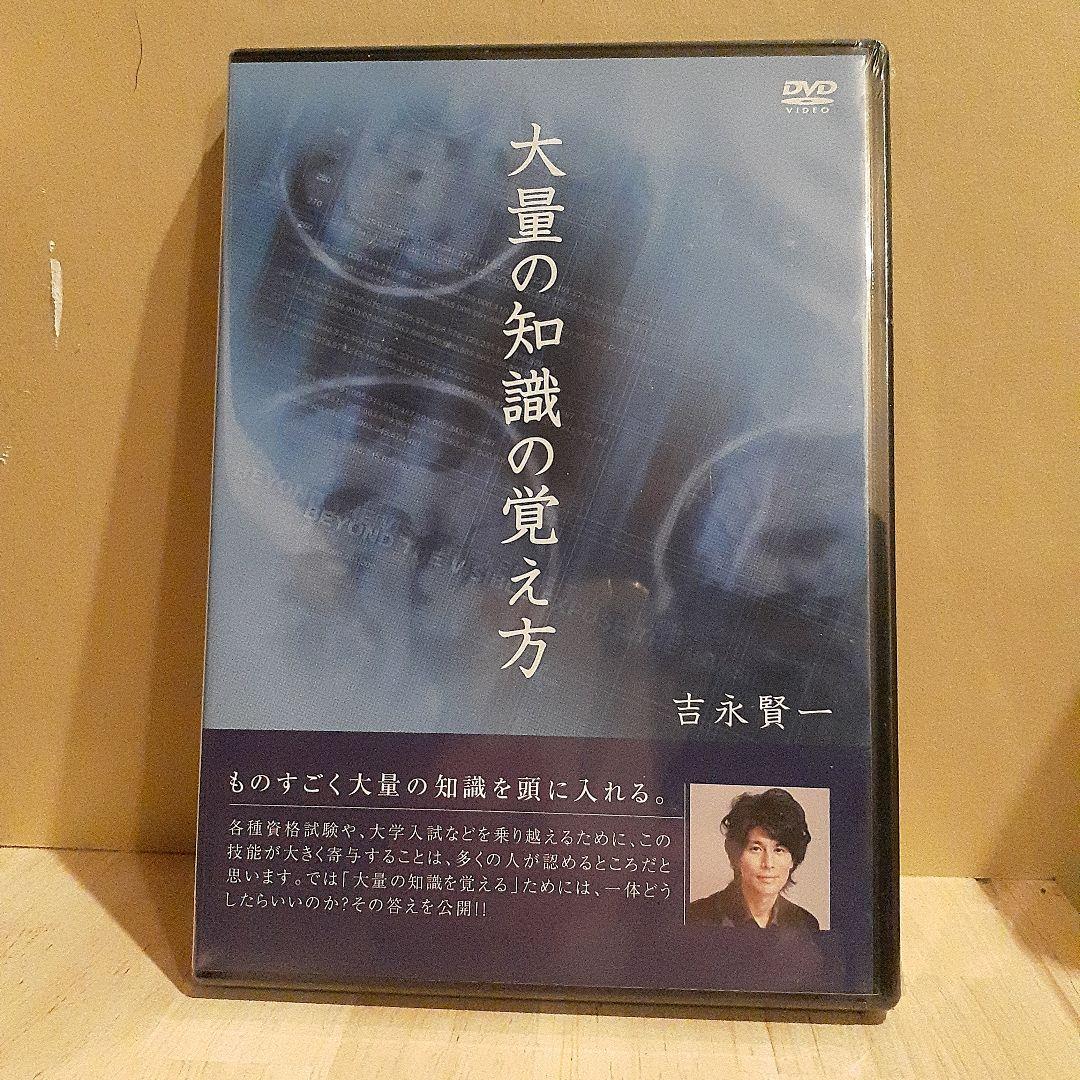 DVD
VIDEO
大量の知識の覚え方
吉永賢一
ものすごく大量の知識を頭に入れる。
各種資格試験や、大学入試などを乗り越えるために、この
技能が大きく寄与することは、多くの人が認めるところだと
思います。では「大量の知識を覚える」ためには、一体どう
したらいいのか?その答えを公開!!